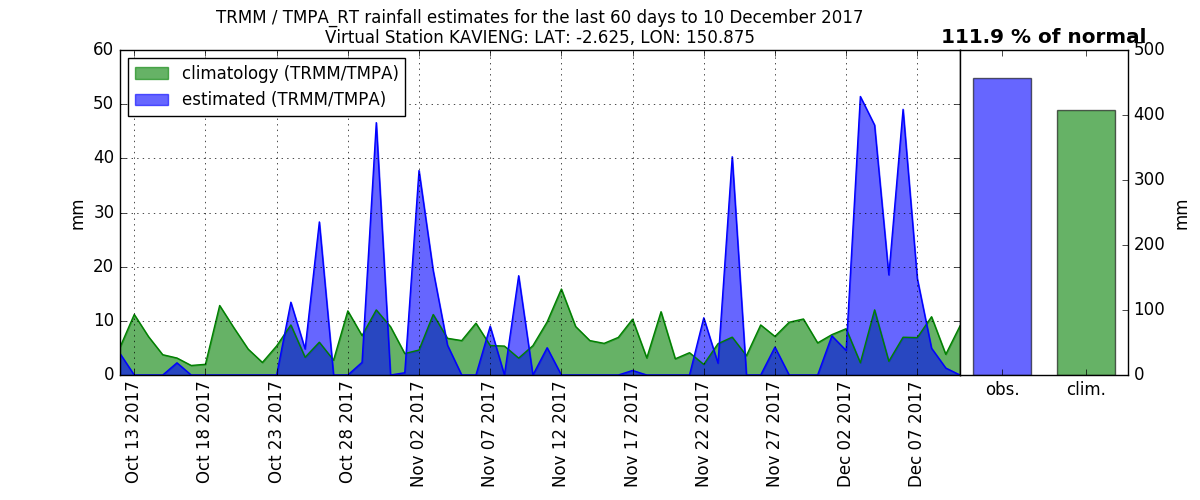 TRMM / TMPA_RT rainfall estimates for the last 60 days to 10 December 2017
Virtual Station KAVIENG: LAT: -2.625, LON: 150.875
111.9 % of normal
climatology (TRMM/TMPA)
estimated (TRMM/TMPA)
60
50
40
30
20
10
0
mm
Oct 13 2017
Oct 18 2017
Oct 23 2017
Oct 28 2017
Nov 02 2017
Nov 07 2017
Nov 12 2017
Nov 17 2017
Nov 22 2017
Nov 27 2017
Dec 02 2017
Dec 07 2017
obs.
clim.
500
400
300
200
100
0
mm